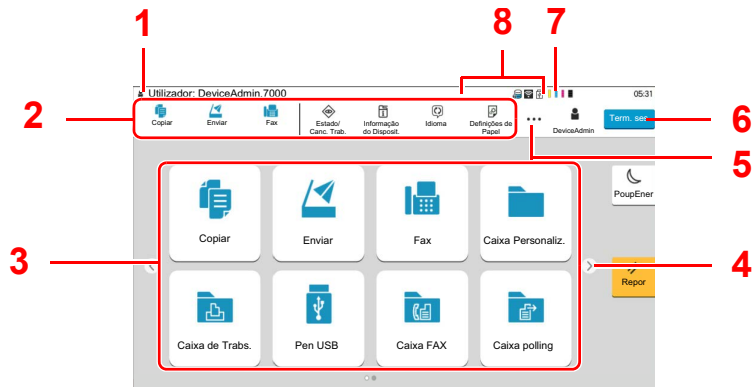 1
8
7
Utilizador: DeviceAdmin.7000
05:31
2
Copiar
Enviar
Fax
Estado/
Canc. Trab.
Informação
do Disposit.
Idioma
Definições de
Papel
DeviceAdmin
Term. ses
6
5
Copiar
Enviar
Fax
Caixa Personaliz.
PoupEner
3
4
Repor
Caixa de Trabs.
Pen USB
Caixa FAX
Caixa polling